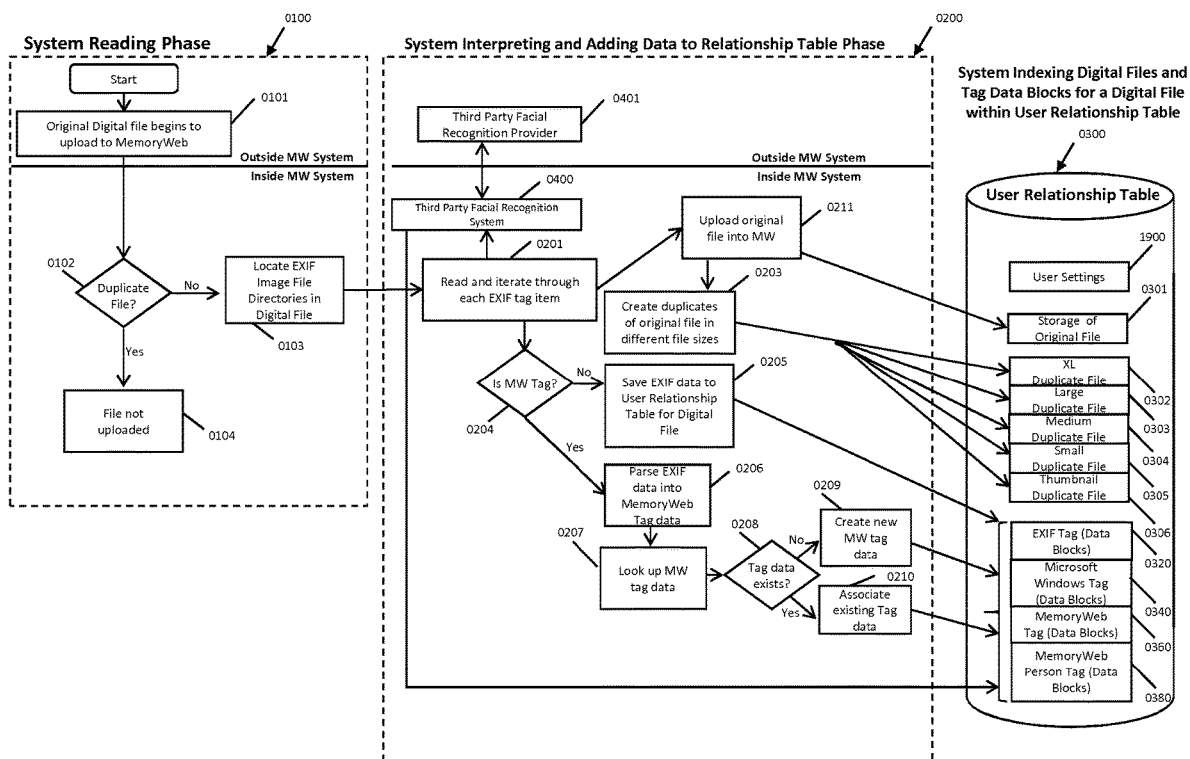 0100
System Reading Phase
Start
0101
Original Digital file begins to
upload to MemoryWeb
Outside MW System
Inside MW System
0102
Duplicate
File?
No
Locate EXIF
Image File
Directories in
Digital File
0103
Yes
File not
uploaded
0104
0200
System Interpreting and Adding Data to Relationship Table Phase
0401
Third Party Facial
Recognition Provider
Outside MW System
Inside MW System
0400
Third Party Facial Recognition
System
0201
Read and iterate through
each EXIF tag item
Upload original
file into MW
0211
0203
Create duplicates
of original file in
different file sizes
Is MW Tag?
0204
No
0205
Save EXIF data to
User Relationship
Table for Digital
File
Yes
Parse EXIF
data into
MemoryWeb
Tag data
0206
0207
Look up MW
tag data
0208
Tag data
exists?
No
0209
Create new
MW tag
data
Yes
0210
Associate
existing Tag
data
System Indexing Digital Files and
Tag Data Blocks for a Digital File
within User Relationship Table
0300
User Relationship Table
1900
User Settings
0301
Storage of
Original File
XL
Duplicate File
0302
Large
Duplicate File
0303
Medium
Duplicate File
0304
Small
Duplicate File
0305
Thumbnail
Duplicate File
0306
EXIF Tag (Data
Blocks)
0320
Microsoft
Windows Tag
(Data Blocks)
0340
MemoryWeb
Tag (Data Blocks)
0360
MemoryWeb
Person Tag (Data
Blocks)
0380